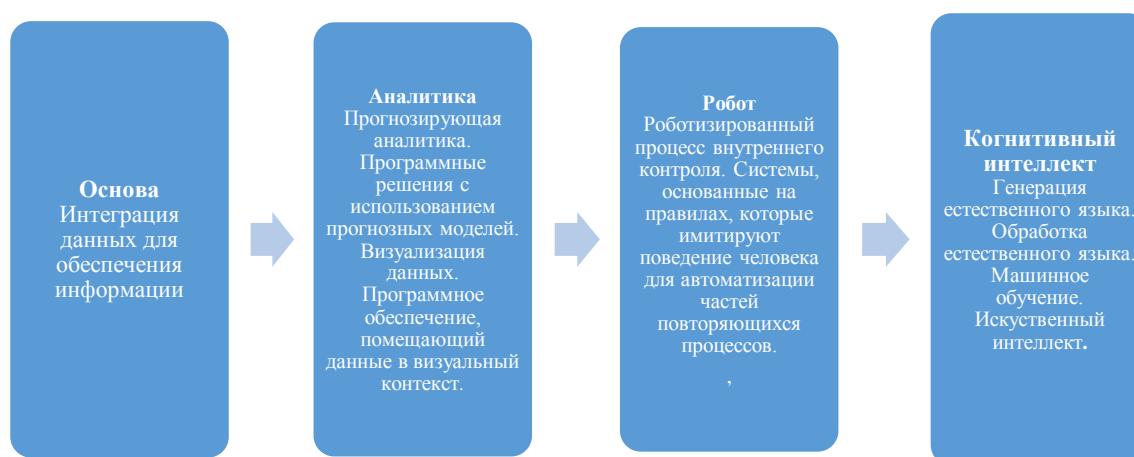 Основа
Интеграция
данных для
обеспечения
информации
Аналитика
Прогнозирующая
аналитика.
Программные
решения с
использованием
прогнозных моделей.
Визуализация
данных.
Программное
обеспечение,
помещающий
данные в визуальный
контекст.
Робот
Роботизированный
процесс внутреннего
контроля. Системы,
основанные на
правилах, которые
имитируют
поведение человека
для автоматизации
частей
повторяющихся
процессов.
,
Когнитивный
интеллект
Генерация
естественного языка.
Обработка
естественного языка.
Машинное
обучение.
Искуственный
интеллект.